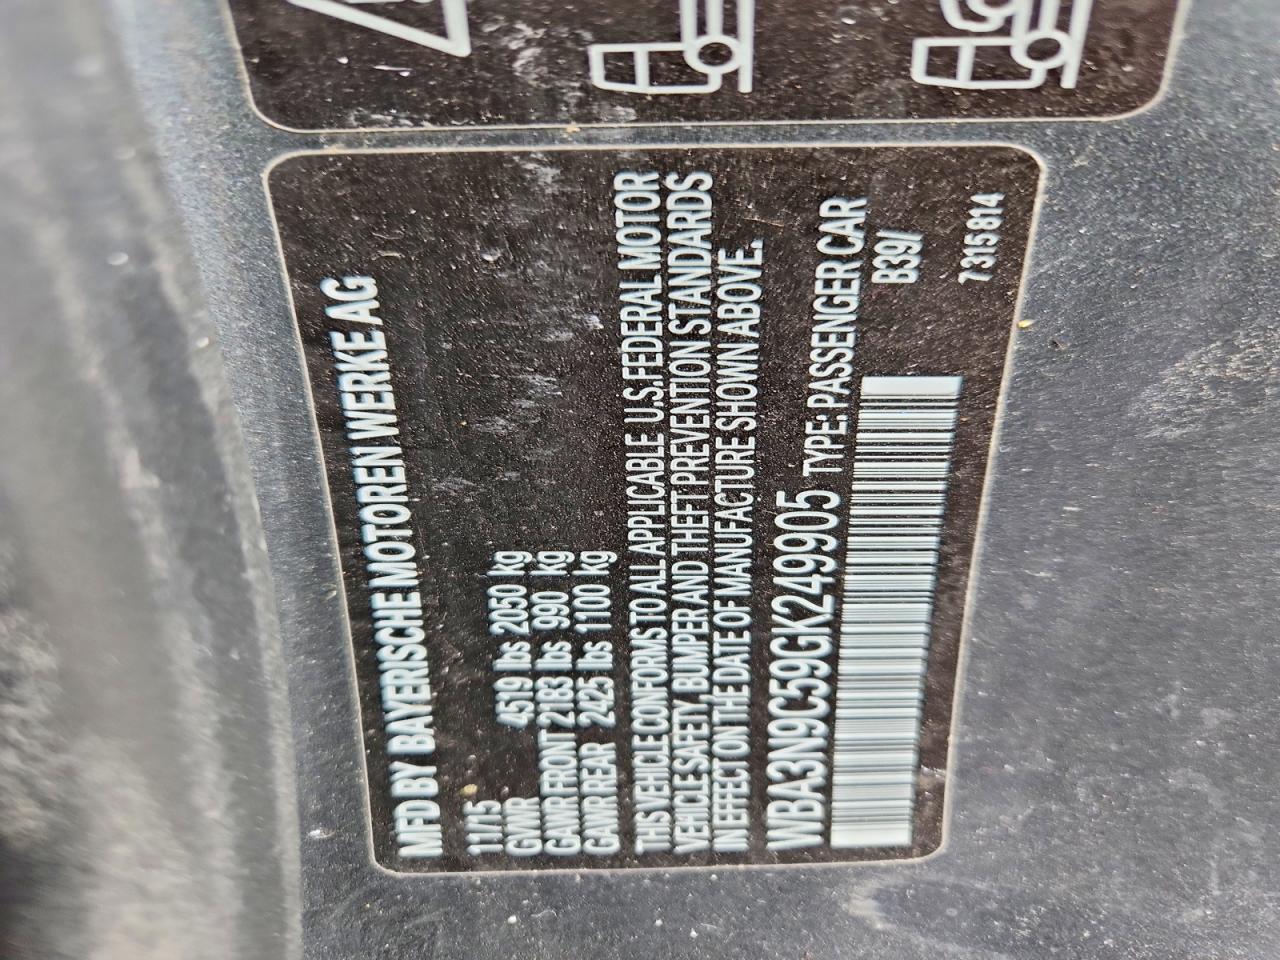 MFD BY BAYERISCHE MOTOREN WERKE AG
11/15
GVWR 4519 lbs 2050 kg
GAWR FRONT 2183 lbs 990 kg
GAWR REAR 2425 lbs 1100 kg
THIS VEHICLE CONFORMS TO ALL APPLICABLE U.S. FEDERAL MOTOR
VEHICLE SAFETY, BUMPER AND THEFT PREVENTION STANDARDS
IN EFFECT ON THE DATE OF MANUFACTURE SHOWN ABOVE.
WBA3N9C59GK249905 TYPE: PASSENGER CAR
B39/
7315814